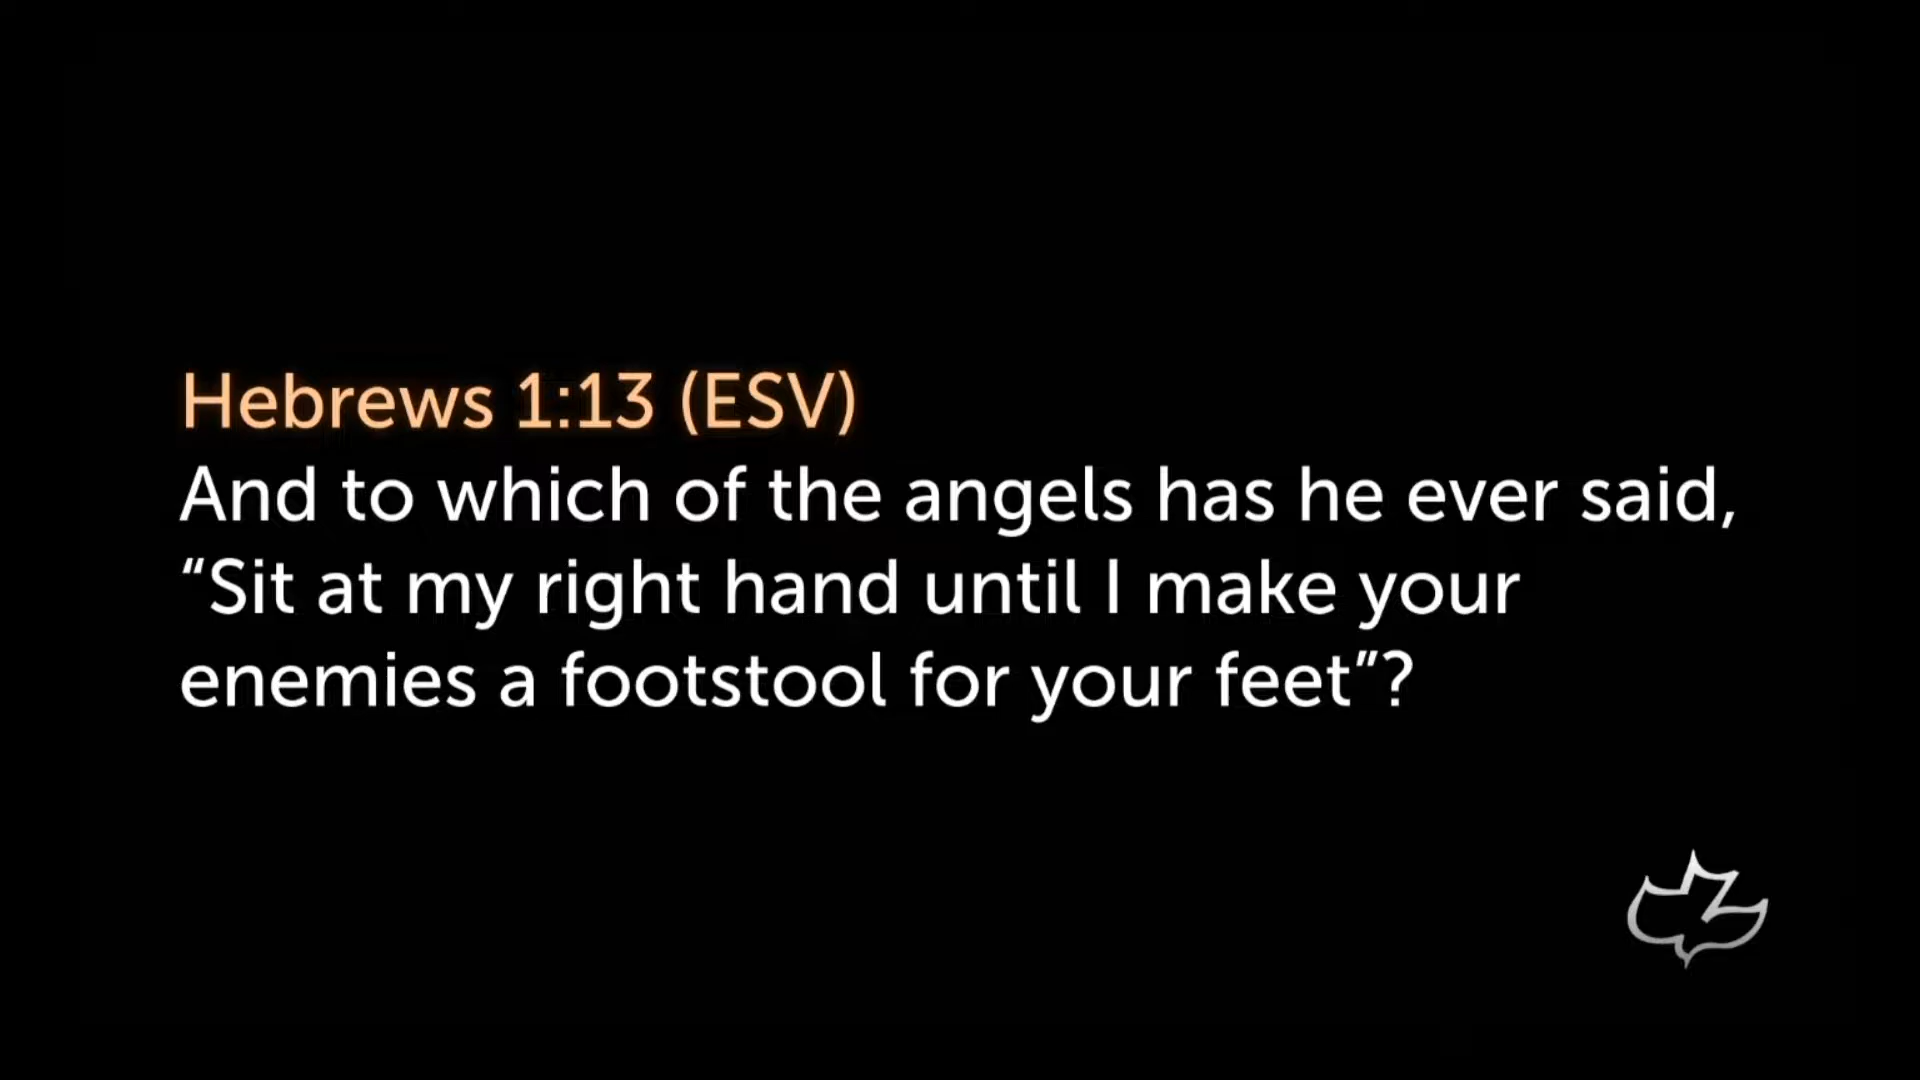 Hebrews 1:13 (ESV)
And to which of the angels has he ever said,
“Sit at my right hand until I make your
enemies a footstool for your feet”?